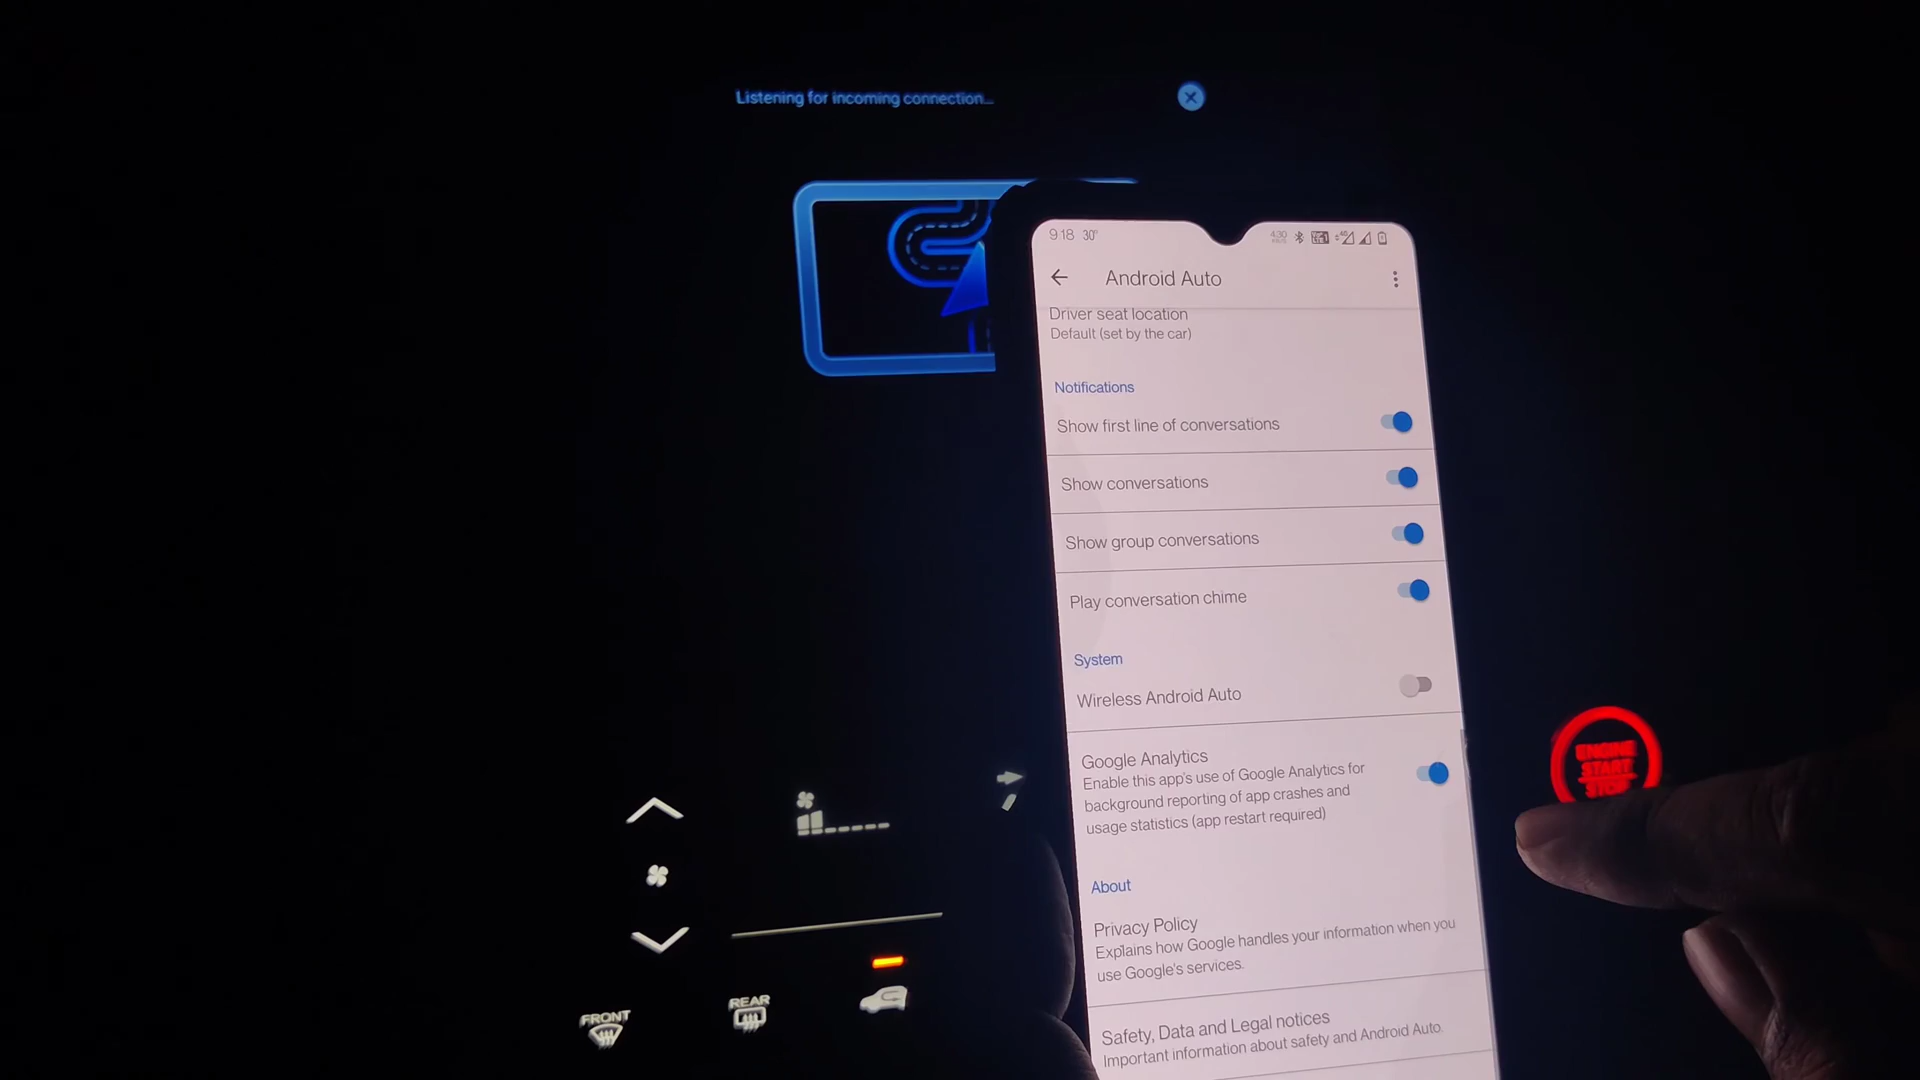 Listening for incoming connection...
9:18 30°
Android Auto
Driver seat location
Default (set by the car)
Notifications
Show first line of conversations
Show conversations
Show group conversations
Play conversation chime
System
Wireless Android Auto
Google Analytics
Enable this app's use of Google Analytics for
background reporting of app crashes and
usage statistics (app restart required)
About
Privacy Policy
Explains how Google handles your information when you
use Google's services.
Safety, Data and Legal notices
Important information about safety and Android Auto.
ENGINE
START
STOP
REAR
FRONT